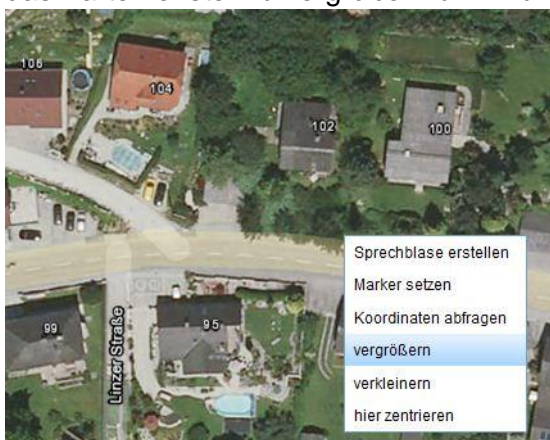 106
104
102
100
Sprechblase erstellen
Marker setzen
Koordinaten abfragen
vergrößern
verkleinern
hier zentrieren
99
95
Linzer Straße